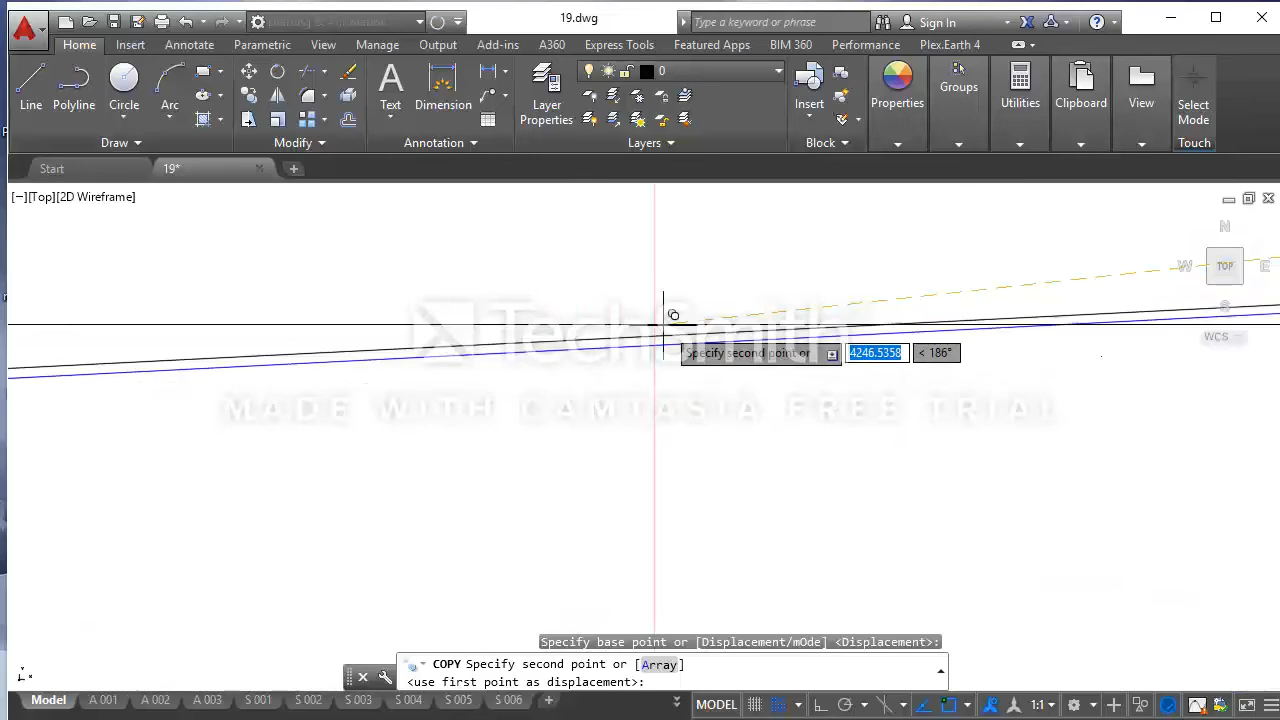 19.dwg
Type a keyword or phrase
Sign In
Home Insert Annotate Parametric View Manage Output Add-ins A360 Express Tools Featured Apps BIM 360 Performance Plex.Earth 4
Line Polyline Circle Arc Text Dimension Layer Properties 0 Insert Properties Groups Utilities Clipboard View Select Mode
Draw Modify Annotation Layers Block Touch
Start 19*
[−][Top][2D Wireframe]
N
W TOP E
S
WCS
TechSmith
Specify second point or 4246.5358 < 186°
MADE WITH CAMTASIA FREE TRIAL
Specify base point or [Displacement/mOde] <Displacement>:
COPY Specify second point or [Array]
<use first point as displacement>:
Model A 001 A 002 A 003 S 001 S 002 S 003 S 004 S 005 S 006 MODEL 1:1